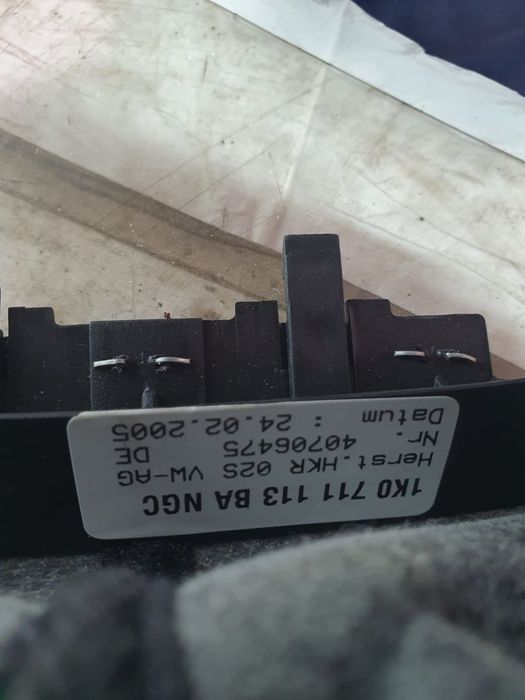 1K0 711 113 BA NGC
Herst.HKR 02S VW-AG
Nr. 40706475 DE
Datum : 24.02.2005